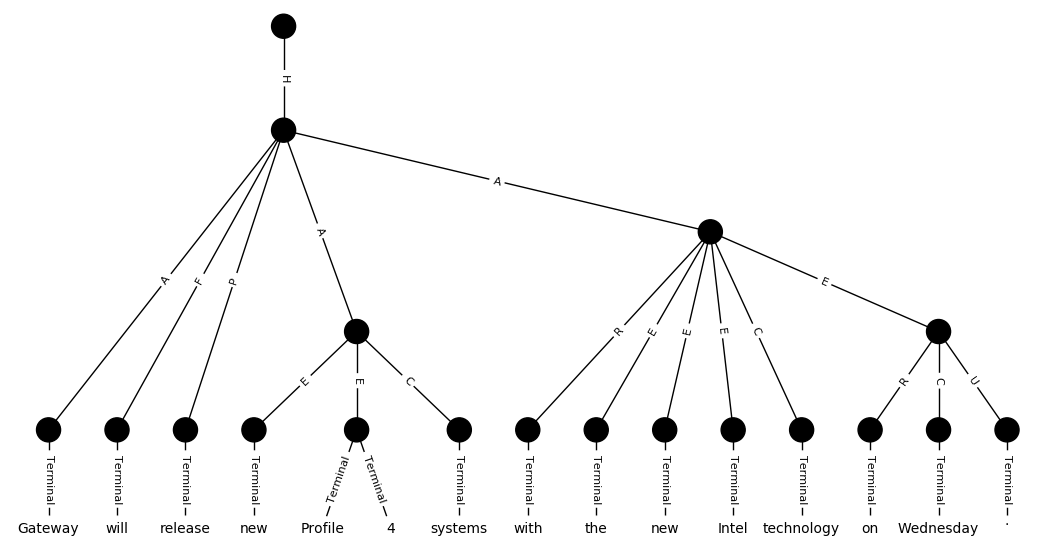 H
A
A
A F P
R E E E C E
E E C
R C U
Terminal Terminal Terminal Terminal Terminal Terminal Terminal Terminal Terminal Terminal Terminal Terminal Terminal Terminal Terminal
Gateway will release new Profile 4 systems with the new Intel technology on Wednesday .